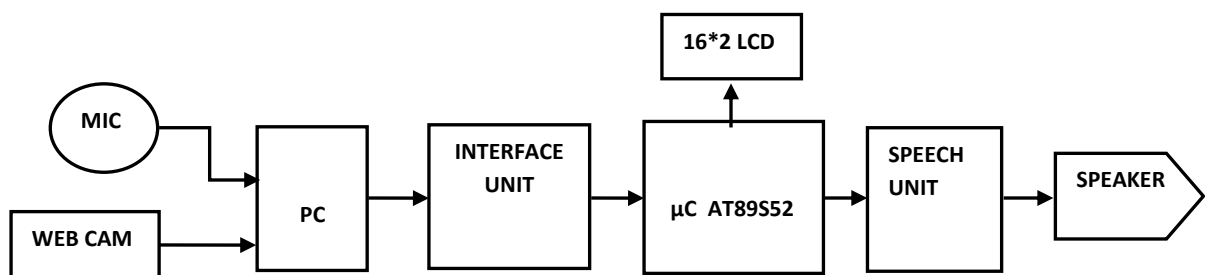 16*2 LCD
MIC
WEB CAM
PC
INTERFACE
UNIT
µC AT89S52
SPEECH
UNIT
SPEAKER